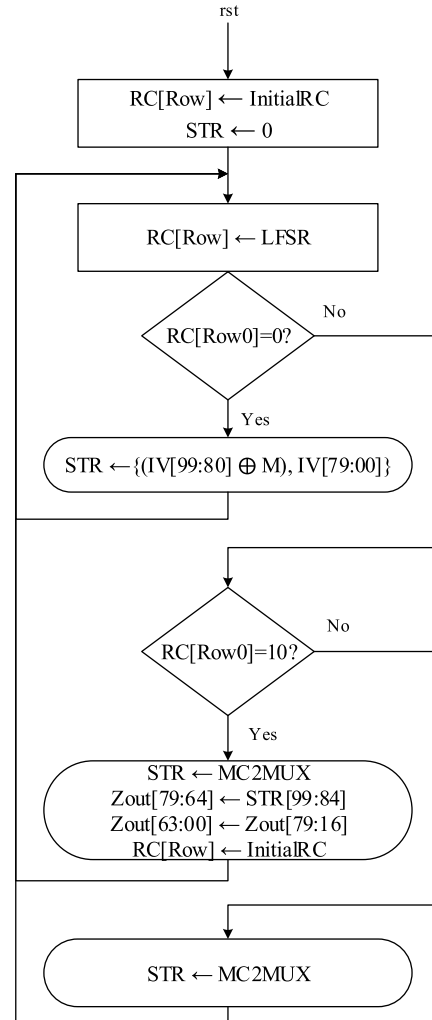 rst
RC[Row] ← InitialRC
STR ← 0
RC[Row] ← LFSR
No
RC[Row0]=0?
Yes
STR ←{(IV[99:80] ⊕ M), IV[79:00]}
No
RC[Row0]=10?
Yes
STR ← MC2MUX
Zout[79:64] ← STR[99:84]
Zout[63:00] ← Zout[79:16]
RC[Row] ← InitialRC
STR ← MC2MUX